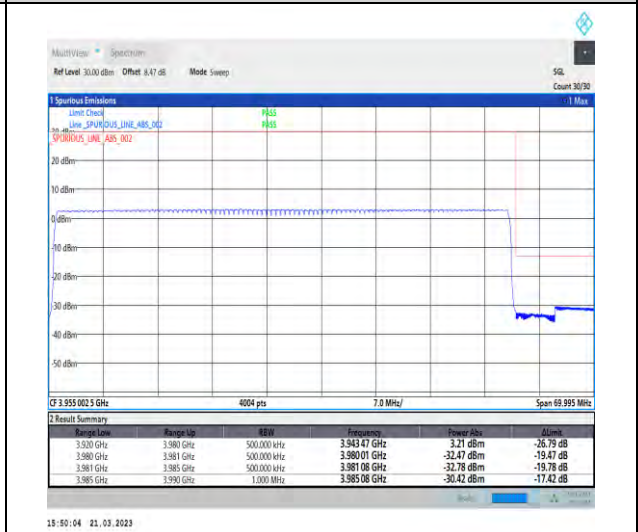 MultiView Spectrum
Ref Level 30.00 dBm Offset 8.47 dB Mode Sweep SGL
Count 30/30
1 Spurious Emissions 1 Max
Limit Check PASS
Line _SPURIOUS_LINE_ABS_002 PASS
_SPURIOUS_LINE_ABS_002
20 dBm
10 dBm
0 dBm
-10 dBm
-20 dBm
-30 dBm
-40 dBm
-50 dBm
CF 3.955 002 5 GHz 4004 pts 7.0 MHz/ Span 69.995 MHz
2 Result Summary
Range Low Range Up RBW Frequency Power Abs ΔLimit
3.920 GHz 3.980 GHz 500.000 kHz 3.943 47 GHz 3.21 dBm -26.79 dB
3.980 GHz 3.981 GHz 500.000 kHz 3.980 01 GHz -32.47 dBm -19.47 dB
3.981 GHz 3.985 GHz 500.000 kHz 3.981 08 GHz -32.78 dBm -19.78 dB
3.985 GHz 3.990 GHz 1.000 MHz 3.985 08 GHz -30.42 dBm -17.42 dB
15:50:04 21.03.2023